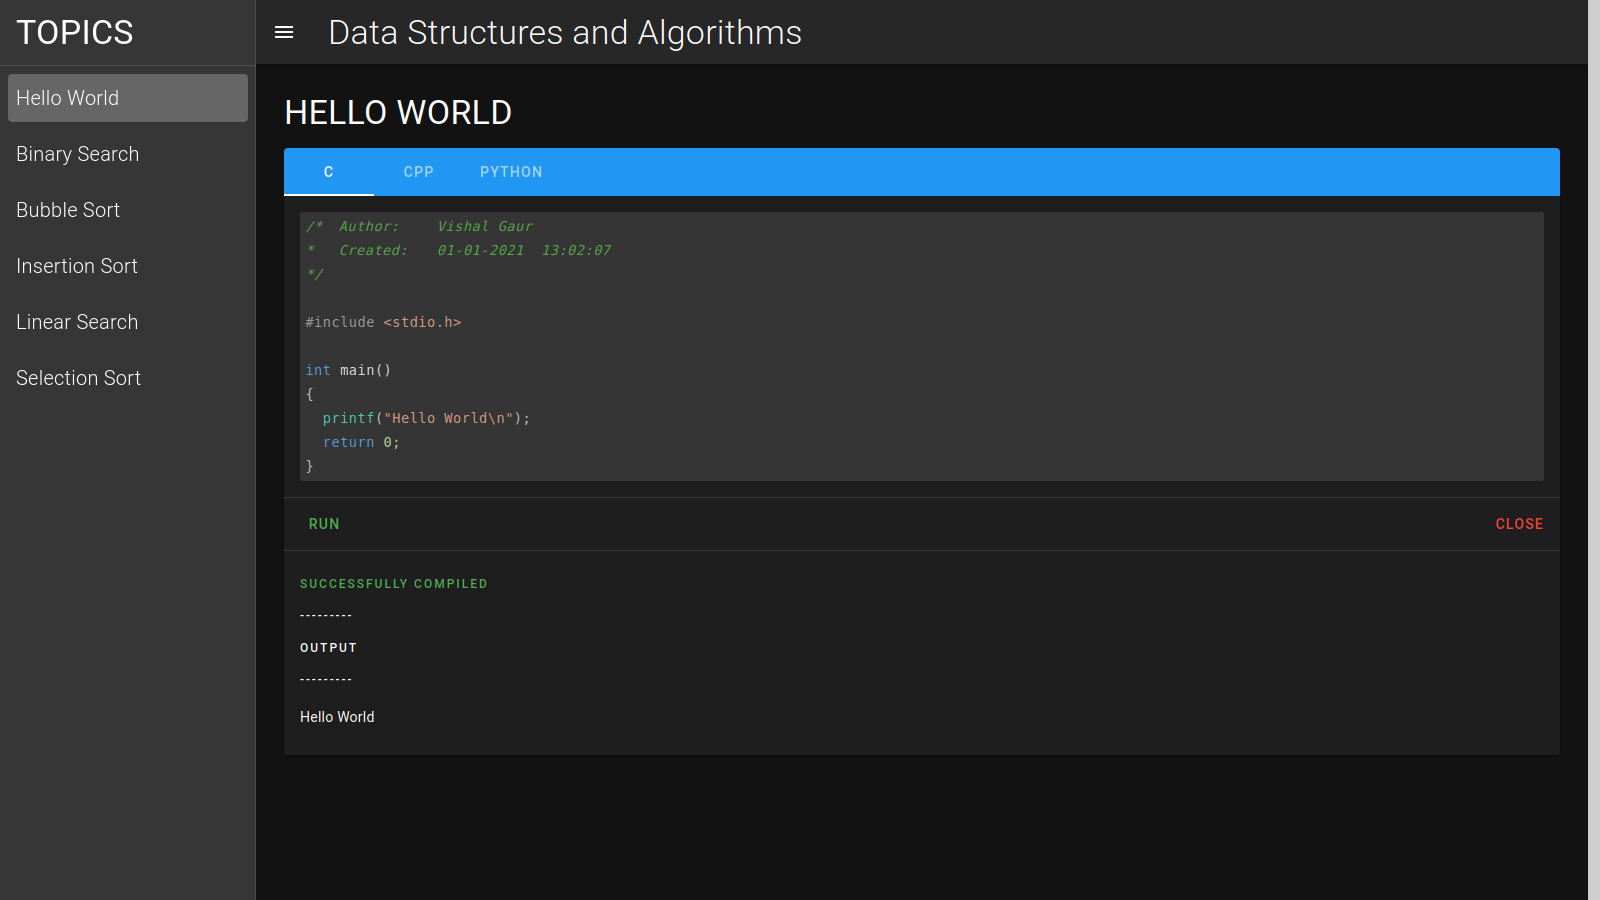 TOPICS
Hello World
Binary Search
Bubble Sort
Insertion Sort
Linear Search
Selection Sort
Data Structures and Algorithms
HELLO WORLD
C CPP PYTHON
/*  Author:    Vishal Gaur
*   Created:   01-01-2021  13:02:07
*/
#include <stdio.h>
int main()
{
  printf("Hello World\n");
  return 0;
}
RUN CLOSE
SUCCESSFULLY COMPILED
---------
OUTPUT
---------
Hello World